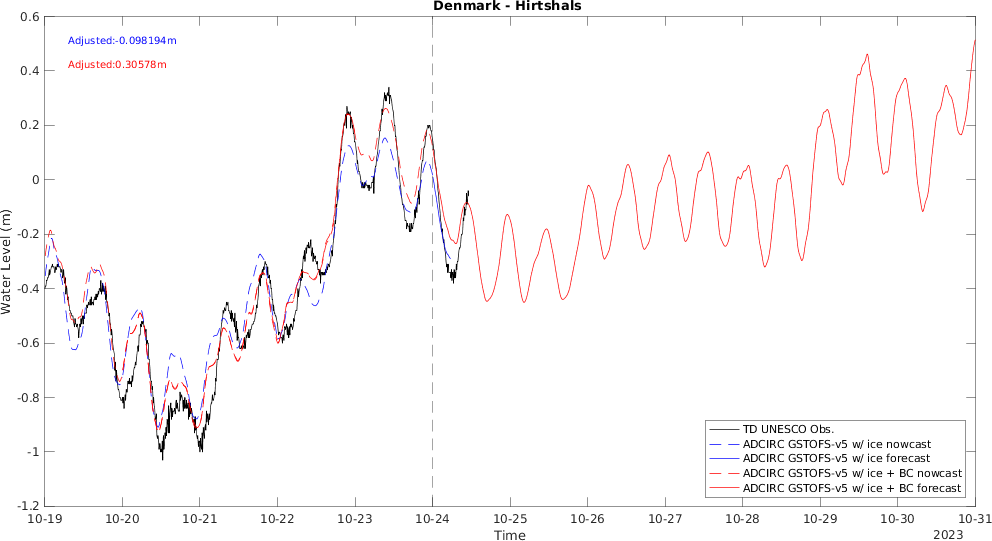 Denmark - Hirtshals
Adjusted:-0.098194m
Adjusted:0.30578m
0.6
0.4
0.2
0
-0.2
-0.4
-0.6
-0.8
-1
-1.2
Water Level (m)
TD UNESCO Obs.
ADCIRC GSTOFS-v5 w/ ice nowcast
ADCIRC GSTOFS-v5 w/ ice forecast
ADCIRC GSTOFS-v5 w/ ice + BC nowcast
ADCIRC GSTOFS-v5 w/ ice + BC forecast
10-19 10-20 10-21 10-22 10-23 10-24 10-25 10-26 10-27 10-28 10-29 10-30 10-31
Time
2023